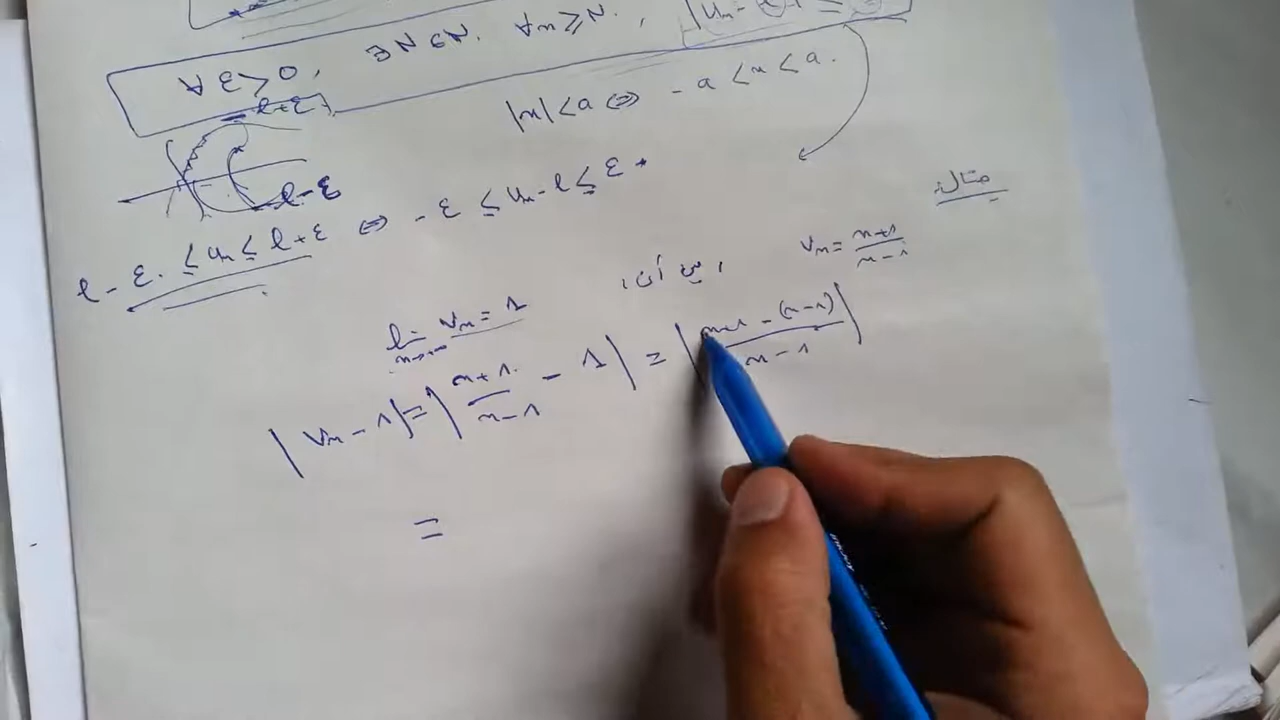 ∀ε>0, ∃N∈ℕ. ∀n≥N.,
|x|<a ⇔ -a<x<a.
l+ε
l-ε
l-ε. ≤ uₙ ≤ l+ε ⇔ -ε ≤ uₙ-l ≤ ε
مثال:
vₙ = (n+1)/(n-1)
بين أن:
lim n→+∞ vₙ = 1
|vₙ - 1| = |(n+1)/(n-1) - 1| = |(n+1 - (n-1))/(n-1)|
=